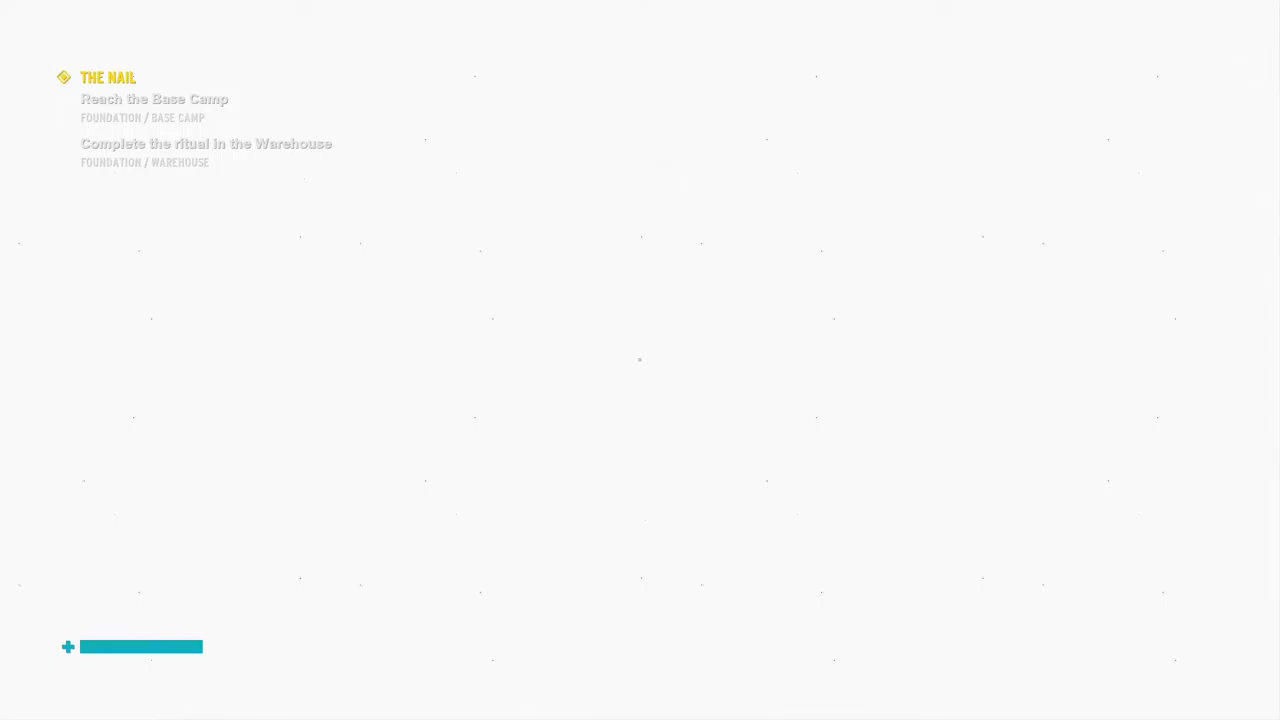 THE NAIL
Reach the Base Camp
FOUNDATION / BASE CAMP
Complete the ritual in the Warehouse
FOUNDATION / WAREHOUSE